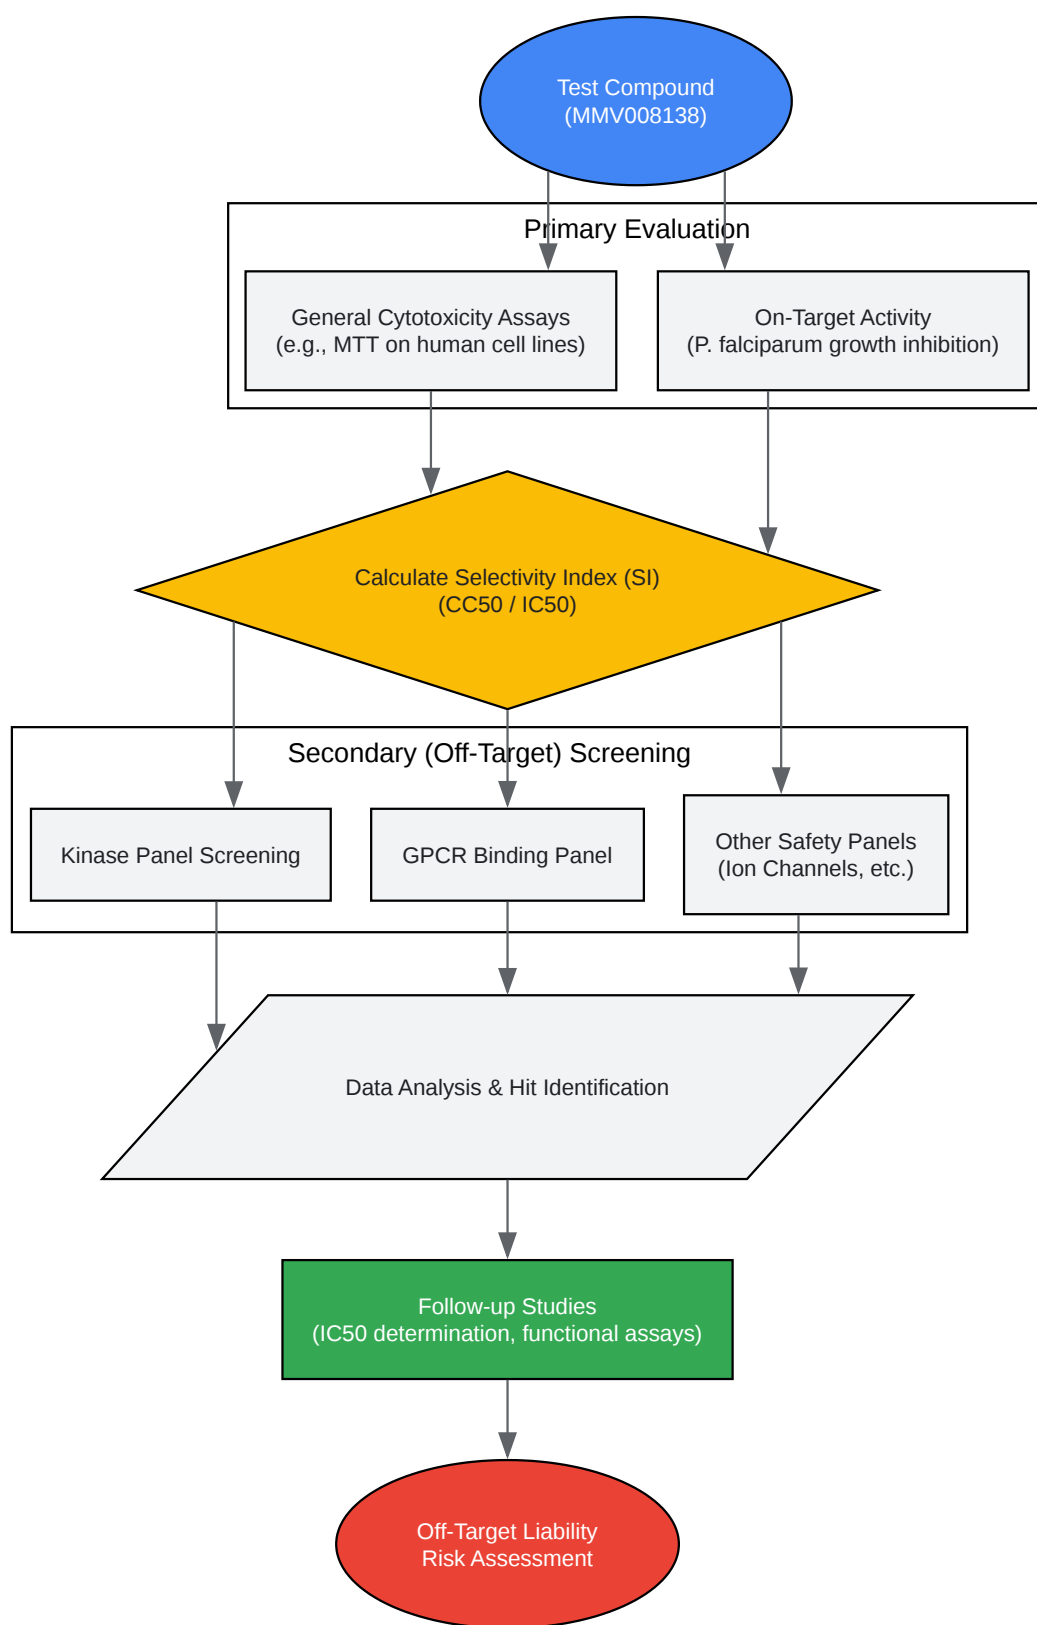 Test Compound
(MMV008138)
Primary Evaluation
General Cytotoxicity Assays
(e.g., MTT on human cell lines)
On-Target Activity
(P. falciparum growth inhibition)
Calculate Selectivity Index (SI)
(CC50 / IC50)
Secondary (Off-Target) Screening
Kinase Panel Screening
GPCR Binding Panel
Other Safety Panels
(Ion Channels, etc.)
Data Analysis & Hit Identification
Follow-up Studies
(IC50 determination, functional assays)
Off-Target Liability
Risk Assessment